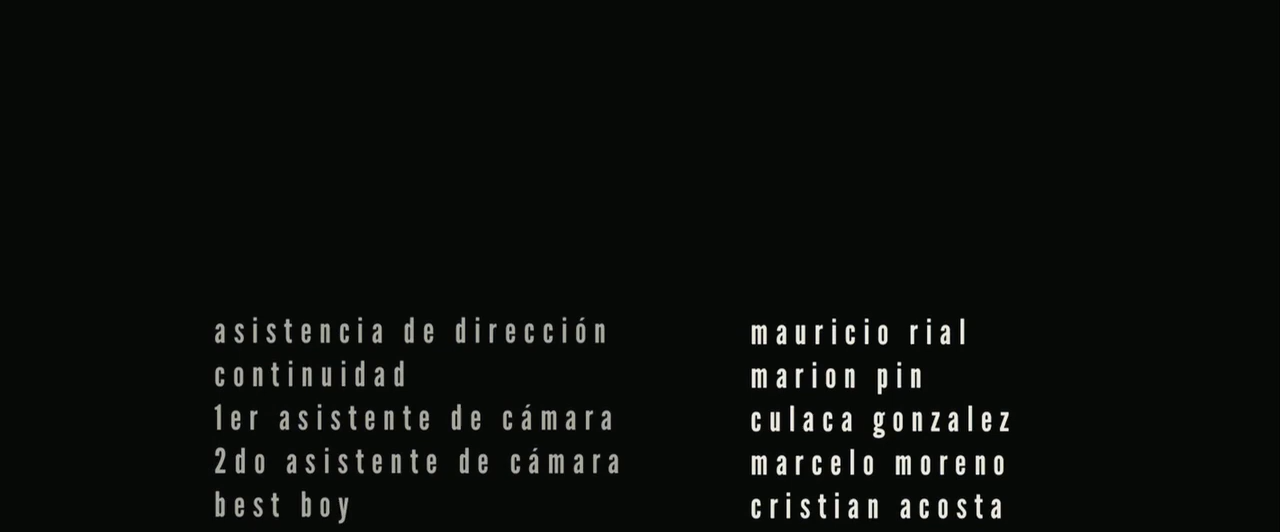 asistencia de dirección mauricio rial
continuidad marion pin
1er asistente de cámara culaca gonzalez
2do asistente de cámara marcelo moreno
best boy cristian acosta